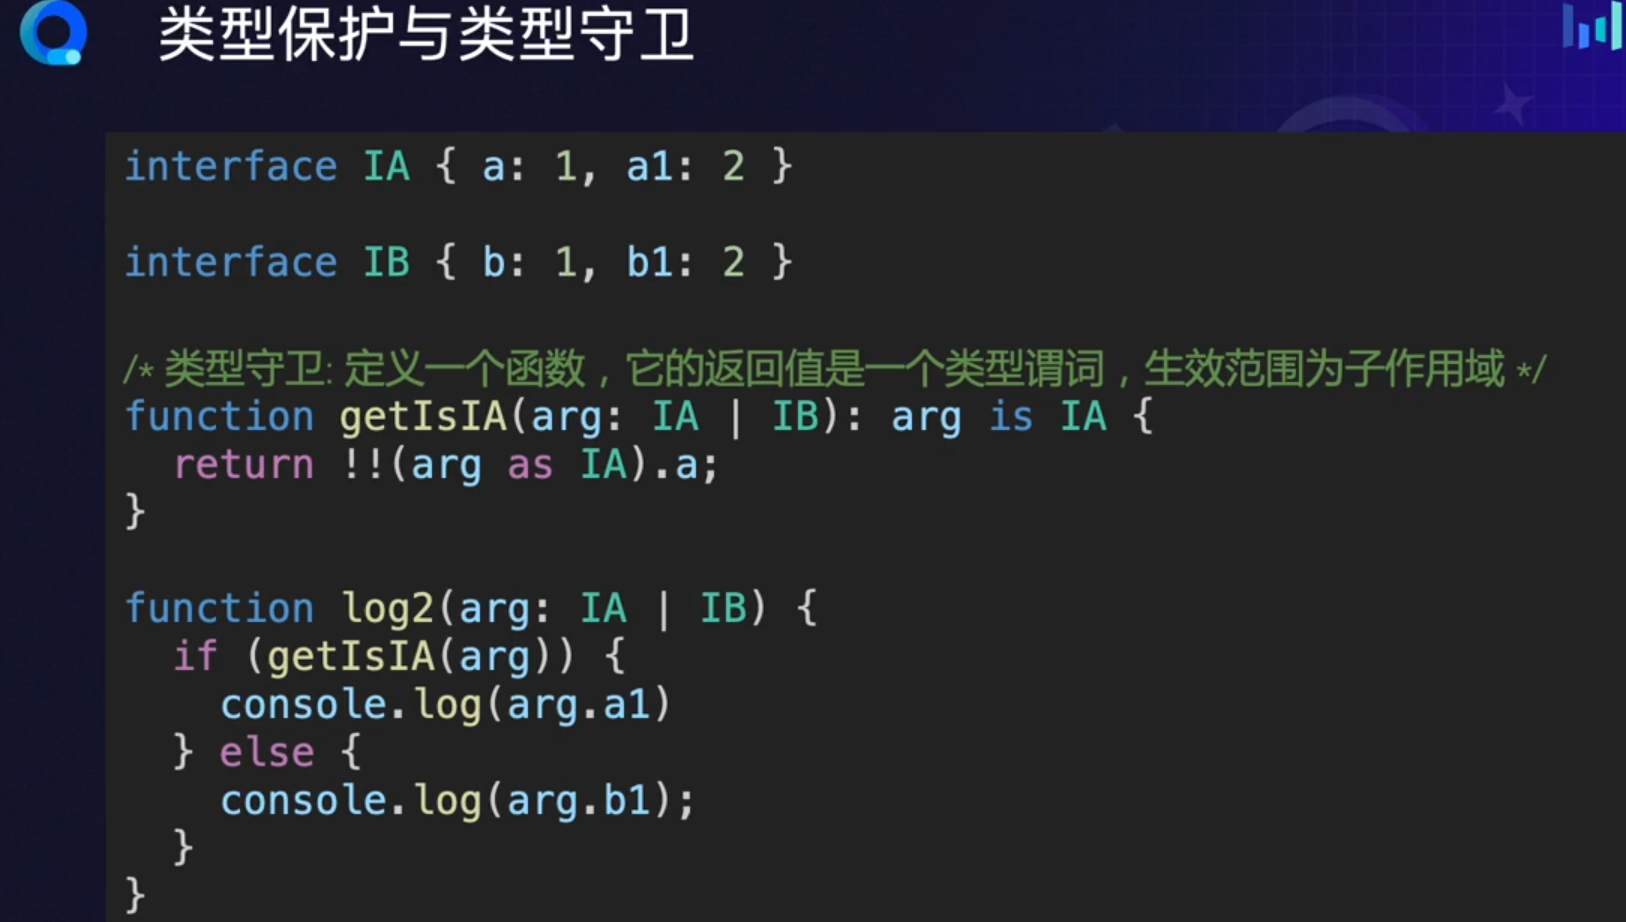 类型保护与类型守卫
interface IA { a: 1, a1: 2 }
interface IB { b: 1, b1: 2 }
/* 类型守卫: 定义一个函数，它的返回值是一个类型谓词，生效范围为子作用域 */
function getIsIA(arg: IA | IB): arg is IA {
  return !!(arg as IA).a;
}
function log2(arg: IA | IB) {
  if (getIsIA(arg)) {
    console.log(arg.a1)
  } else {
    console.log(arg.b1);
  }
}